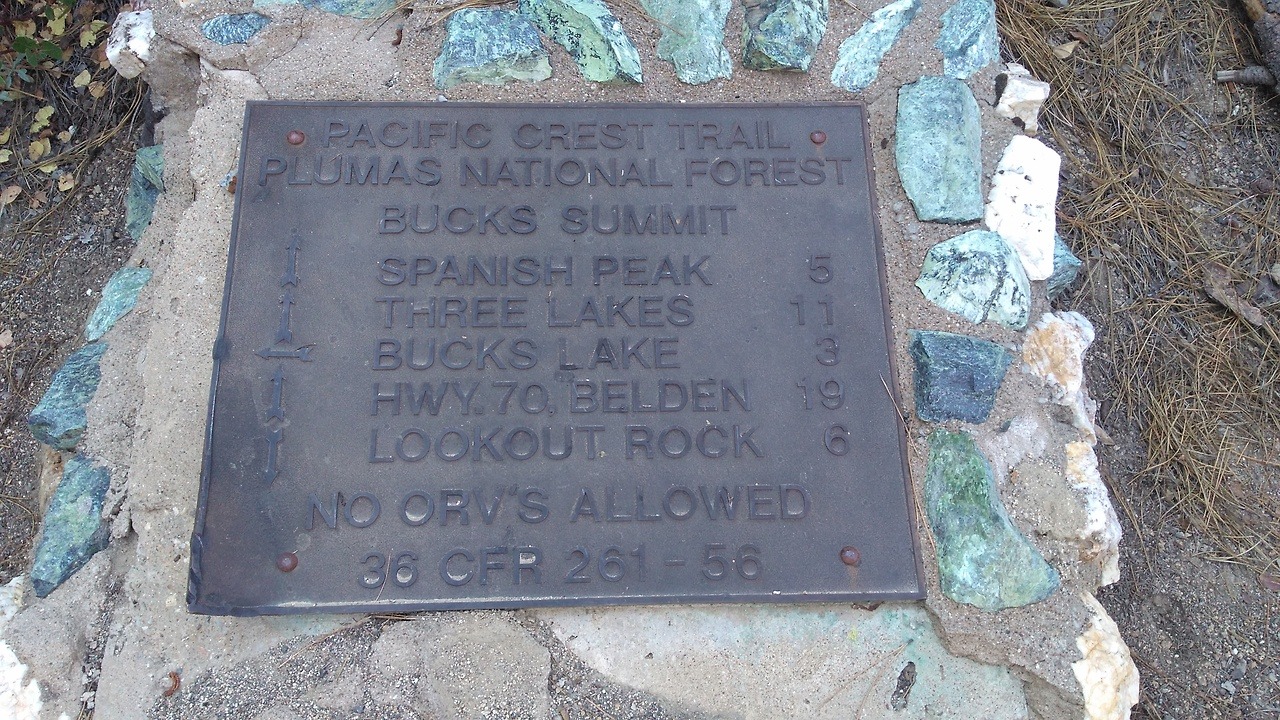 PACIFIC CREST TRAIL
PLUMAS NATIONAL FOREST
BUCKS SUMMIT
SPANISH PEAK 5
THREE LAKES 11
BUCKS LAKE 3
HWY. 70, BELDEN 19
LOOKOUT ROCK 6
NO ORV'S ALLOWED
36 CFR 261-56